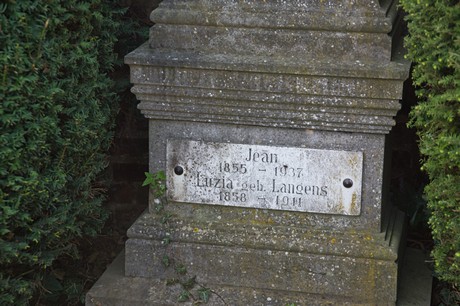 Jean
1855 - 1937
Luzia geb. Langens
1858 - 1911